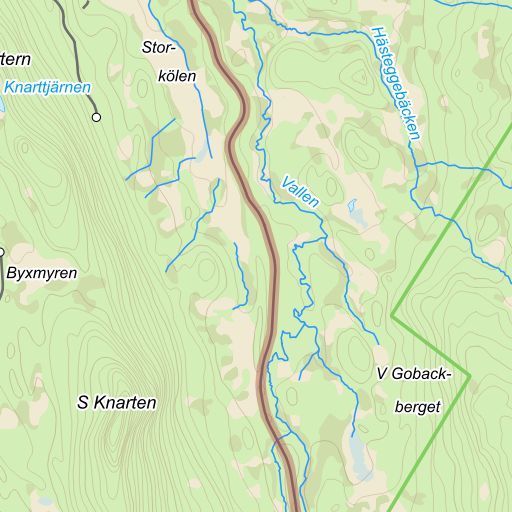 Stor-
kölen
tern
Knarttjärnen
Hästeggebäcken
Vallen
Byxmyren
V Goback-
berget
S Knarten